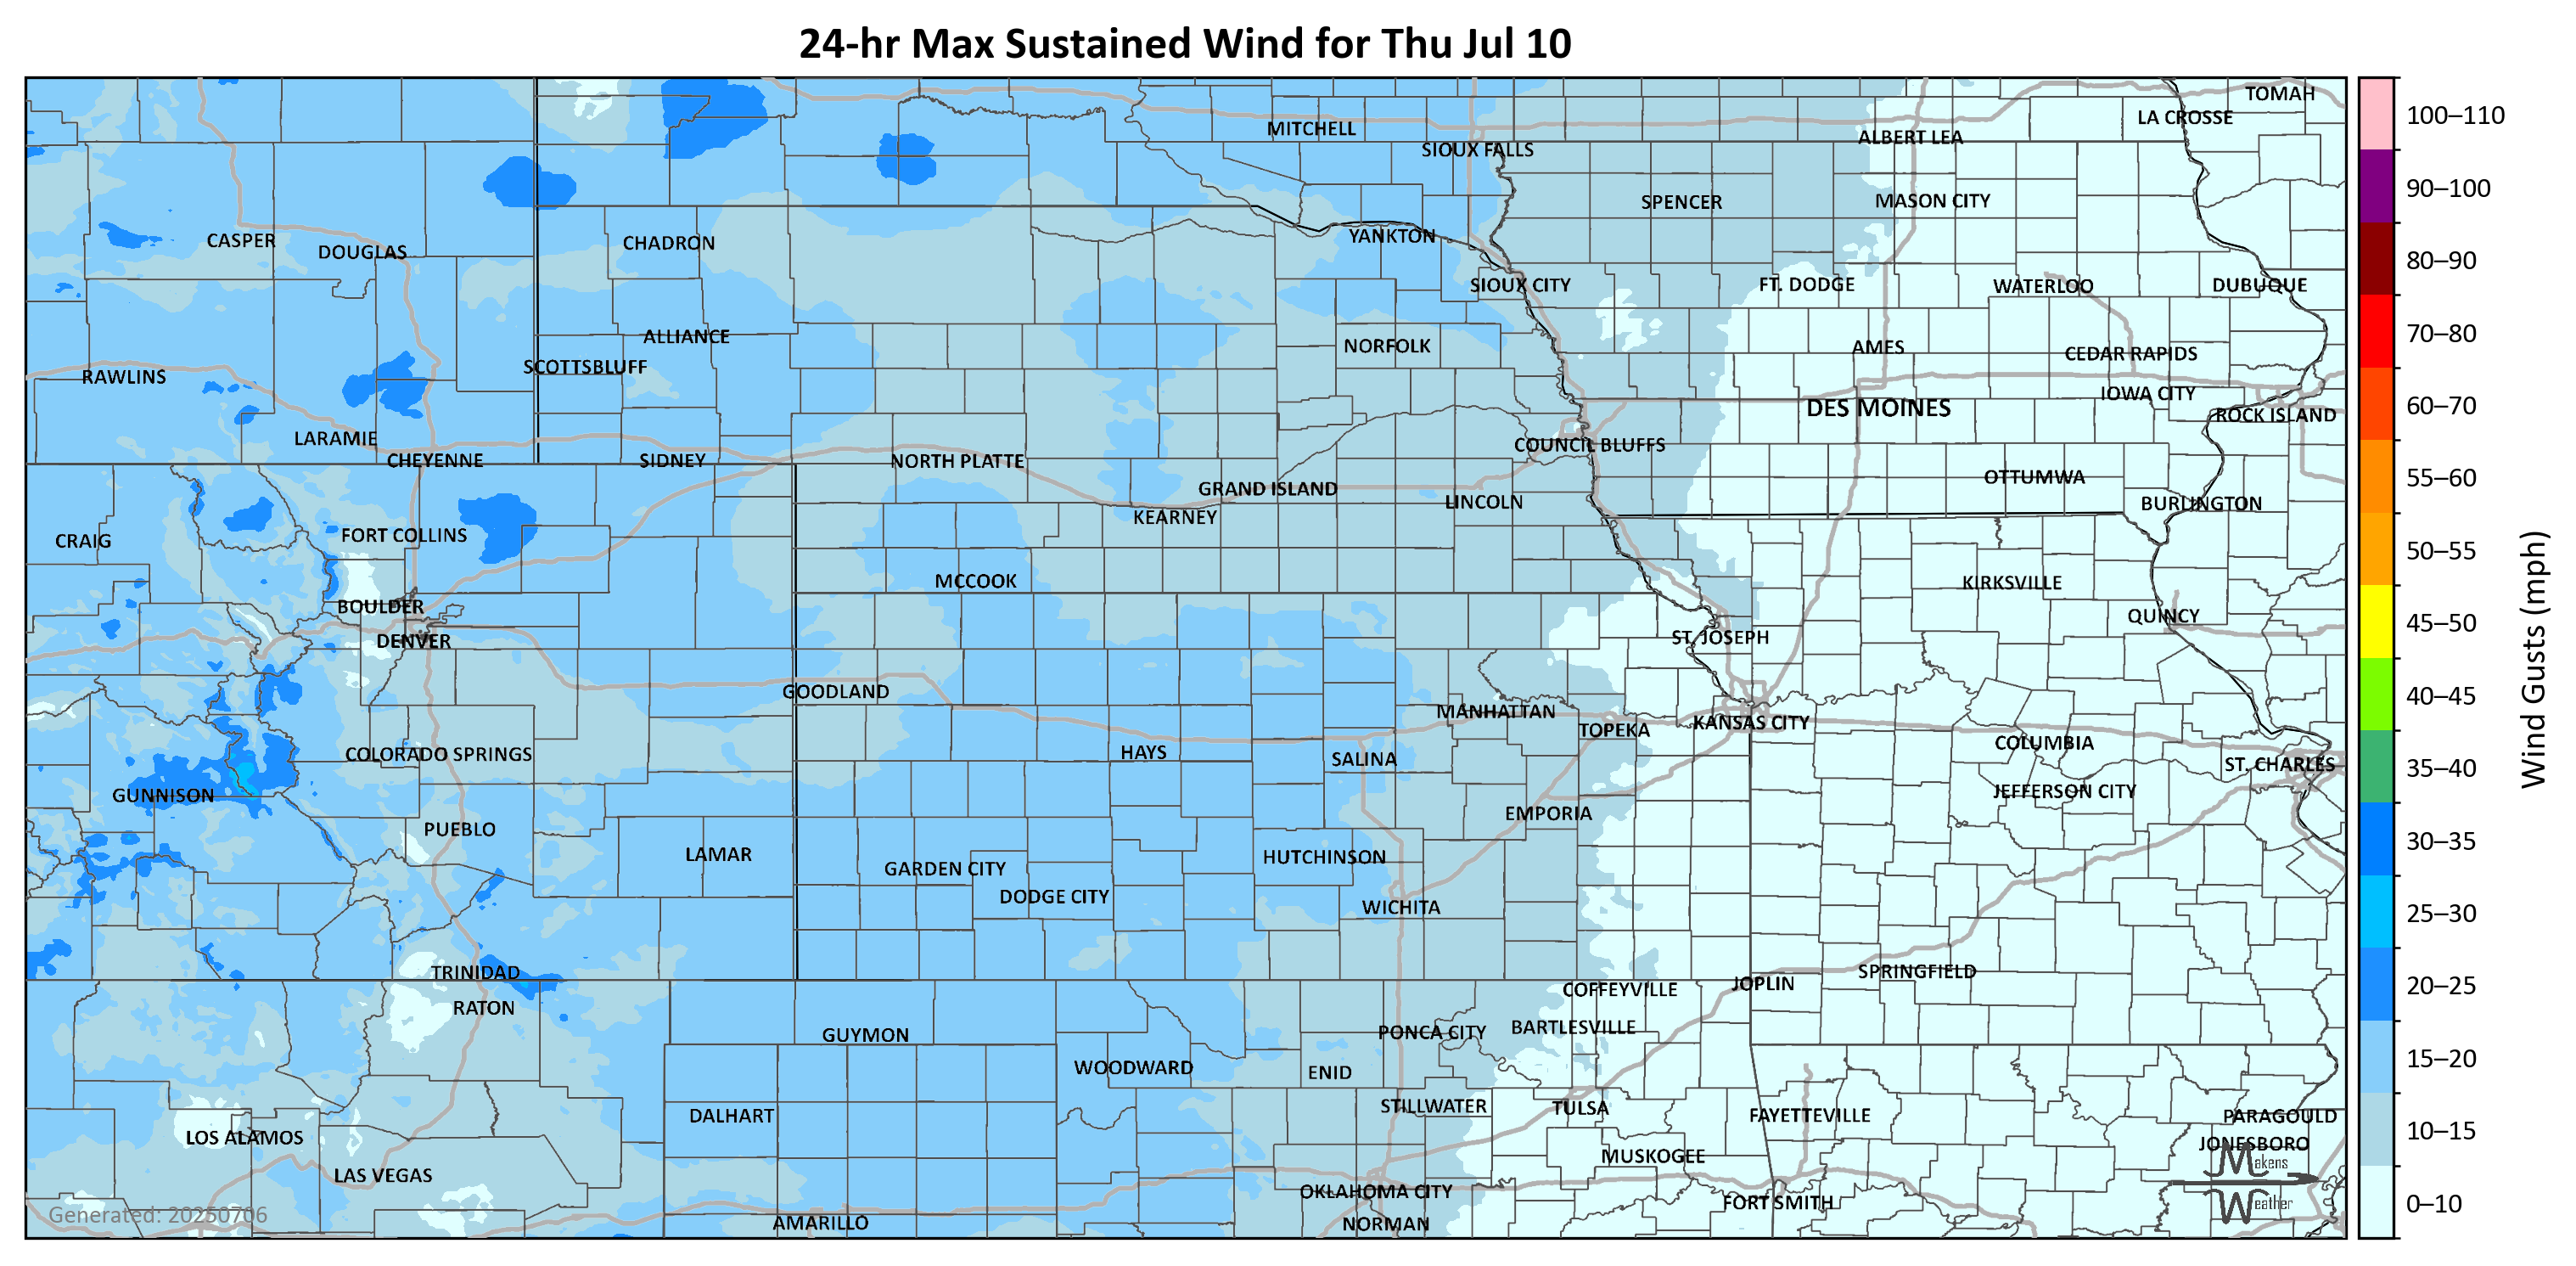 24-hr Max Sustained Wind for Thu Jul 10
TOMAH
LA CROSSE
MITCHELL
ALBERT LEA
SIOUX FALLS
SPENCER
MASON CITY
YANKTON
CASPER
CHADRON
DOUGLAS
SIOUX CITY
FT. DODGE
WATERLOO
DUBUQUE
ALLIANCE
NORFOLK
AMES
CEDAR RAPIDS
SCOTTSBLUFF
RAWLINS
IOWA CITY
DES MOINES
ROCK ISLAND
LARAMIE
COUNCIL BLUFFS
CHEYENNE
SIDNEY
NORTH PLATTE
OTTUMWA
GRAND ISLAND
LINCOLN
BURLINGTON
KEARNEY
FORT COLLINS
CRAIG
MCCOOK
KIRKSVILLE
BOULDER
QUINCY
DENVER
ST. JOSEPH
GOODLAND
MANHATTAN
KANSAS CITY
TOPEKA
COLUMBIA
HAYS
COLORADO SPRINGS
SALINA
ST. CHARLES
JEFFERSON CITY
GUNNISON
EMPORIA
PUEBLO
LAMAR
HUTCHINSON
GARDEN CITY
DODGE CITY
WICHITA
TRINIDAD
SPRINGFIELD
JOPLIN
COFFEYVILLE
RATON
BARTLESVILLE
PONCA CITY
GUYMON
WOODWARD
ENID
STILLWATER
TULSA
DALHART
FAYETTEVILLE
PARAGOULD
LOS ALAMOS
JONESBORO
MUSKOGEE
LAS VEGAS
OKLAHOMA CITY
FORT SMITH
AMARILLO
NORMAN
Makens
Weather
Generated: 20250706
100–110
90–100
80–90
70–80
60–70
55–60
50–55
45–50
40–45
35–40
30–35
25–30
20–25
15–20
10–15
0–10
Wind Gusts (mph)